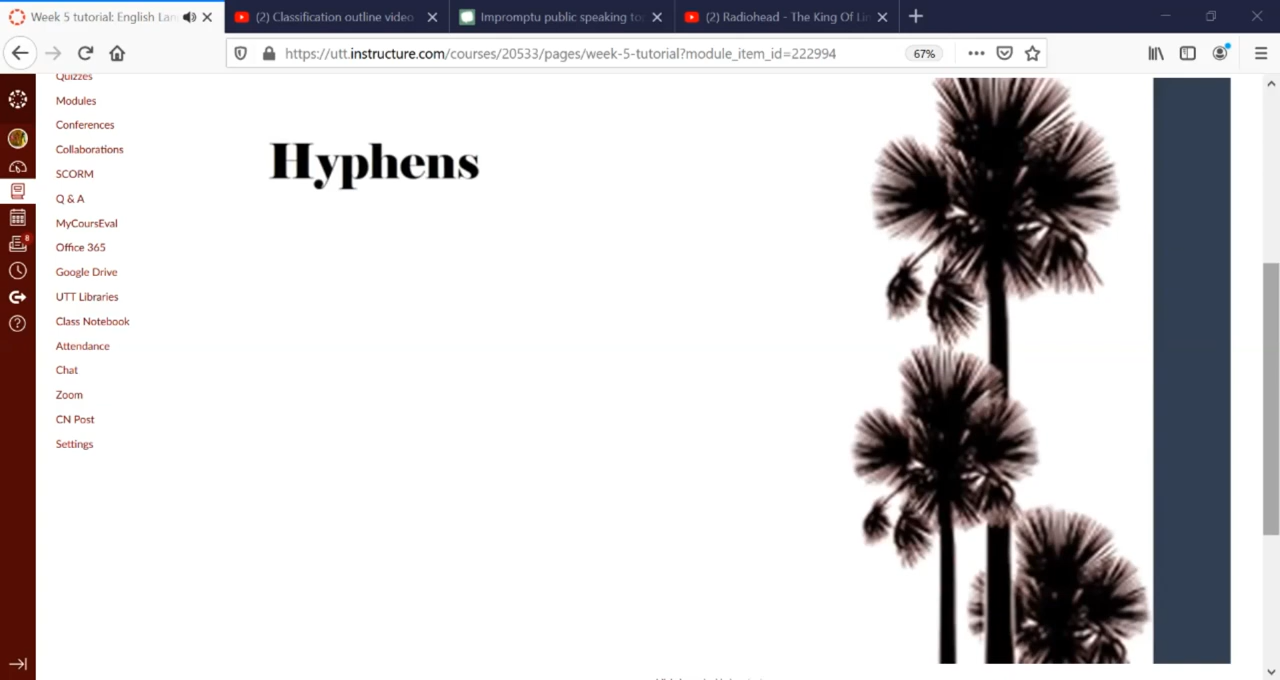 Week 5 tutorial: English Lan
(2) Classification outline video
Impromptu public speaking to
(2) Radiohead - The King Of Lim
https://utt.instructure.com/courses/20533/pages/week-5-tutorial?module_item_id=222994
67%
Quizzes
Modules
Conferences
Collaborations
SCORM
Q & A
MyCoursEval
Office 365
Google Drive
UTT Libraries
Class Notebook
Attendance
Chat
Zoom
CN Post
Settings
8
Hyphens